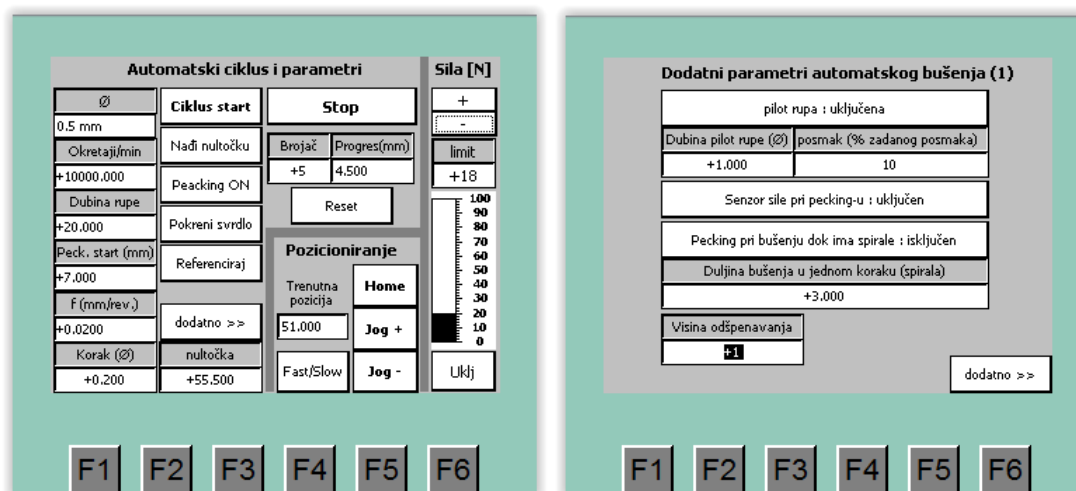 Automatski ciklus i parametri
Sila [N]
Ø
0.5 mm
Okretaji/min
+10000.000
Dubina rupe
+20.000
Peck. start (mm)
+7.000
f (mm/rev.)
+0.0200
Korak (Ø)
+0.200
Ciklus start
Nađi nultočku
Peacking ON
Pokreni svrdlo
Referenciraj
dodatno >>
nultočka
+55.500
Stop
Brojač
Progres(mm)
+5
4.500
Reset
Pozicioniranje
Trenutna
pozicija
51.000
Fast/Slow
Home
Jog +
Jog -
+
-
limit
+18
100
90
80
70
60
50
40
30
20
10
0
Uklj
F1 F2 F3 F4 F5 F6
Dodatni parametri automatskog bušenja (1)
pilot rupa : uključena
Dubina pilot rupe (Ø)
posmak (% zadanog posmaka)
+1.000
10
Senzor sile pri pecking-u : uključen
Pecking pri bušenju dok ima spirale : isključen
Duljina bušenja u jednom koraku (spirala)
+3.000
Visina odšpenavanja
+1
dodatno >>
F1 F2 F3 F4 F5 F6